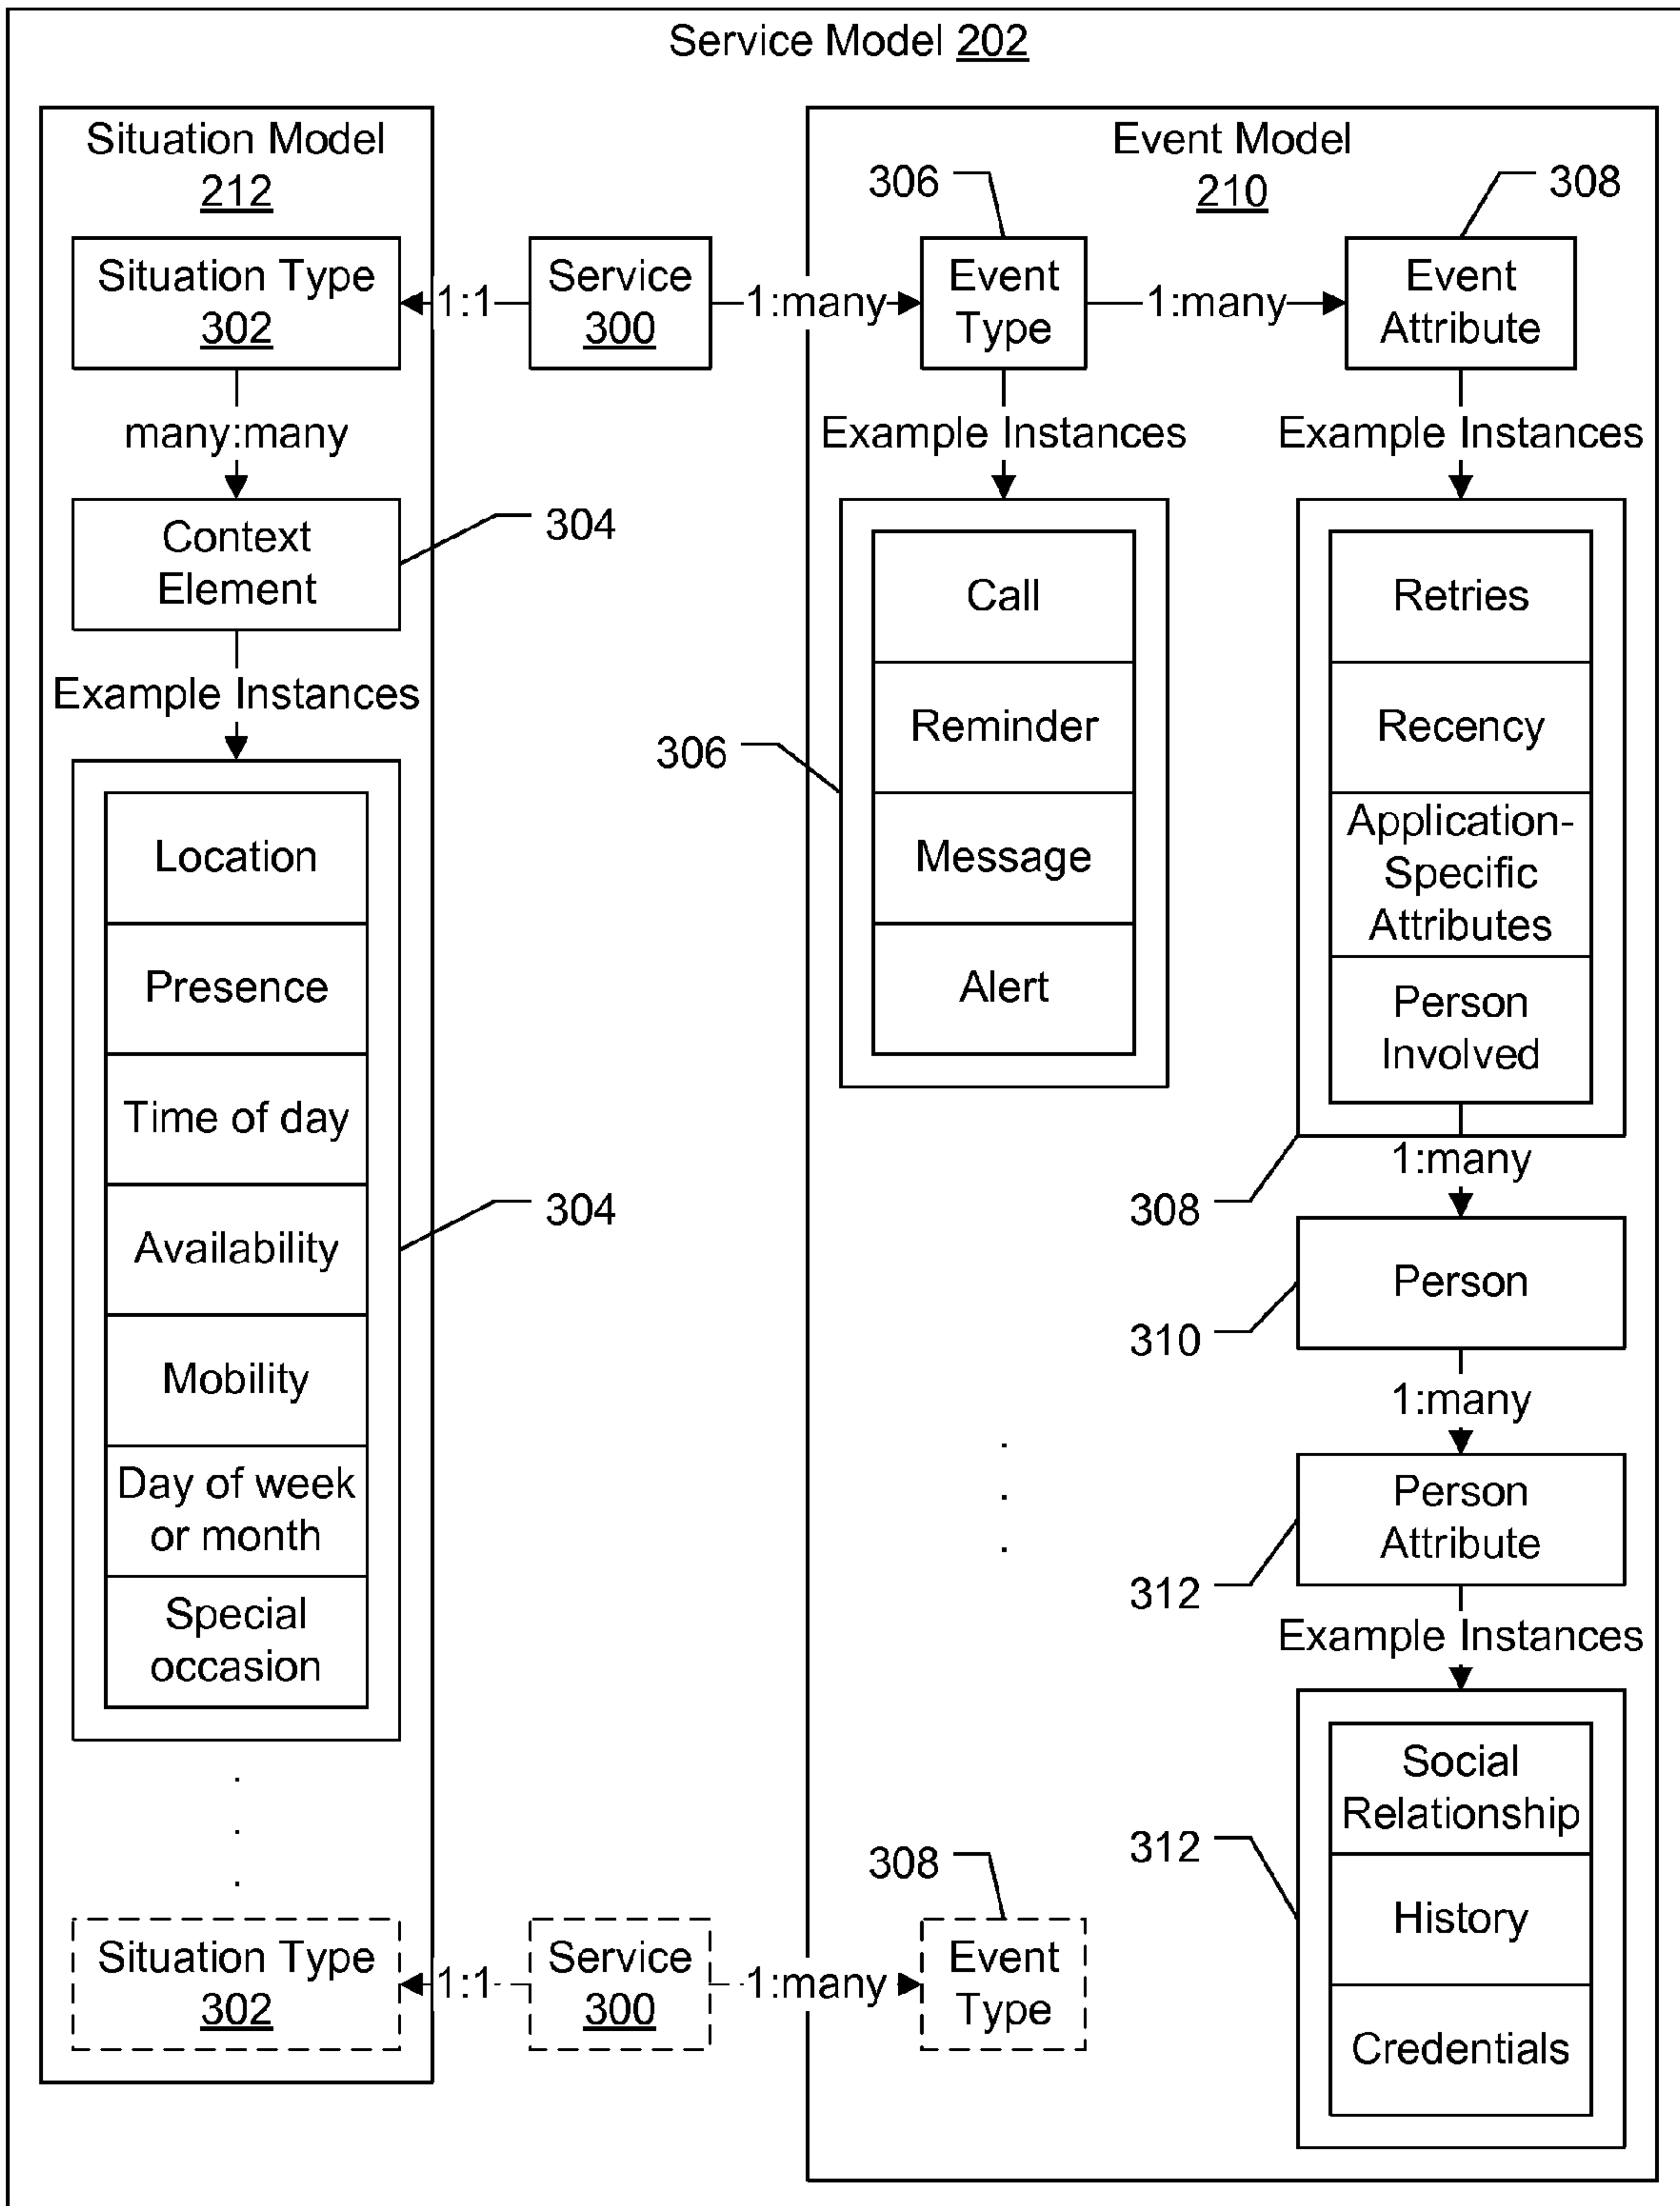 Service Model 202
Situation Model
212
Event Model
210
306
308
Situation Type
302
1:1
Service
300
1:many
Event
Type
1:many
Event
Attribute
many:many
Example Instances
Example Instances
Context
Element
304
Example Instances
Location
Presence
Time of day
Availability
Mobility
Day of week
or month
Special
occasion
304
Call
Reminder
Message
Alert
306
Retries
Recency
Application-
Specific
Attributes
Person
Involved
308
1:many
Person
310
1:many
Person
Attribute
312
Example Instances
Social
Relationship
History
Credentials
312
308
Situation Type
302
1:1
Service
300
1:many
Event
Type